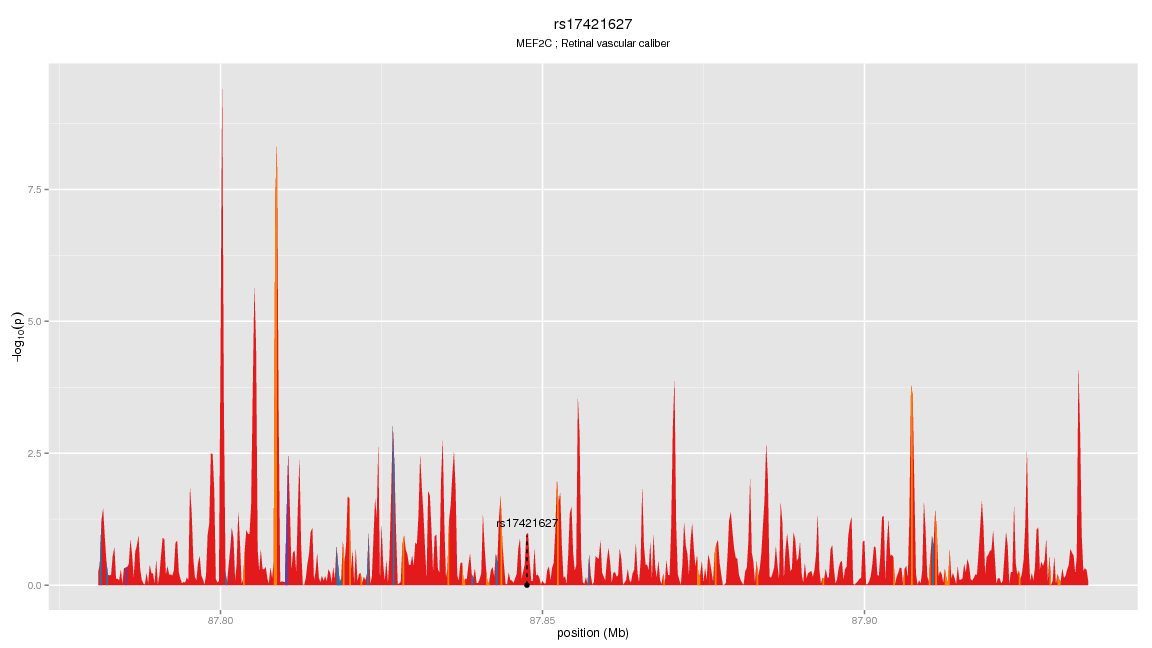 rs17421627
MEF2C ; Retinal vascular caliber
7.5
5.0
2.5
0.0
−log10(p)
rs17421627
87.80
87.85
87.90
position (Mb)